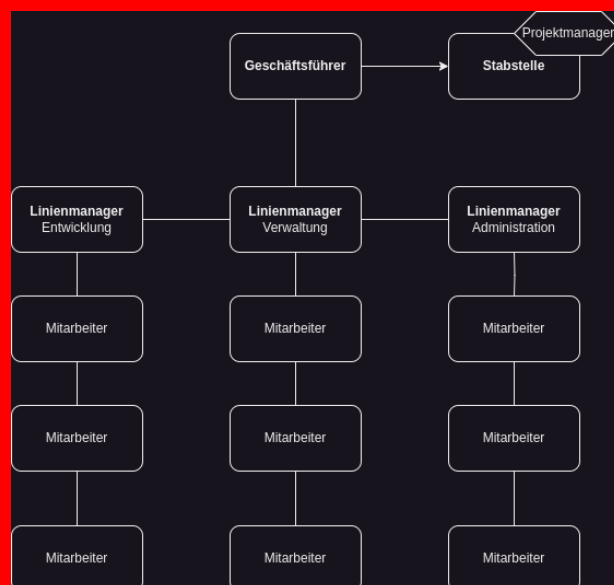 Projektmanager
Geschäftsführer
Stabstelle
Linienmanager
Entwicklung
Linienmanager
Verwaltung
Linienmanager
Administration
Mitarbeiter
Mitarbeiter
Mitarbeiter
Mitarbeiter
Mitarbeiter
Mitarbeiter
Mitarbeiter
Mitarbeiter
Mitarbeiter